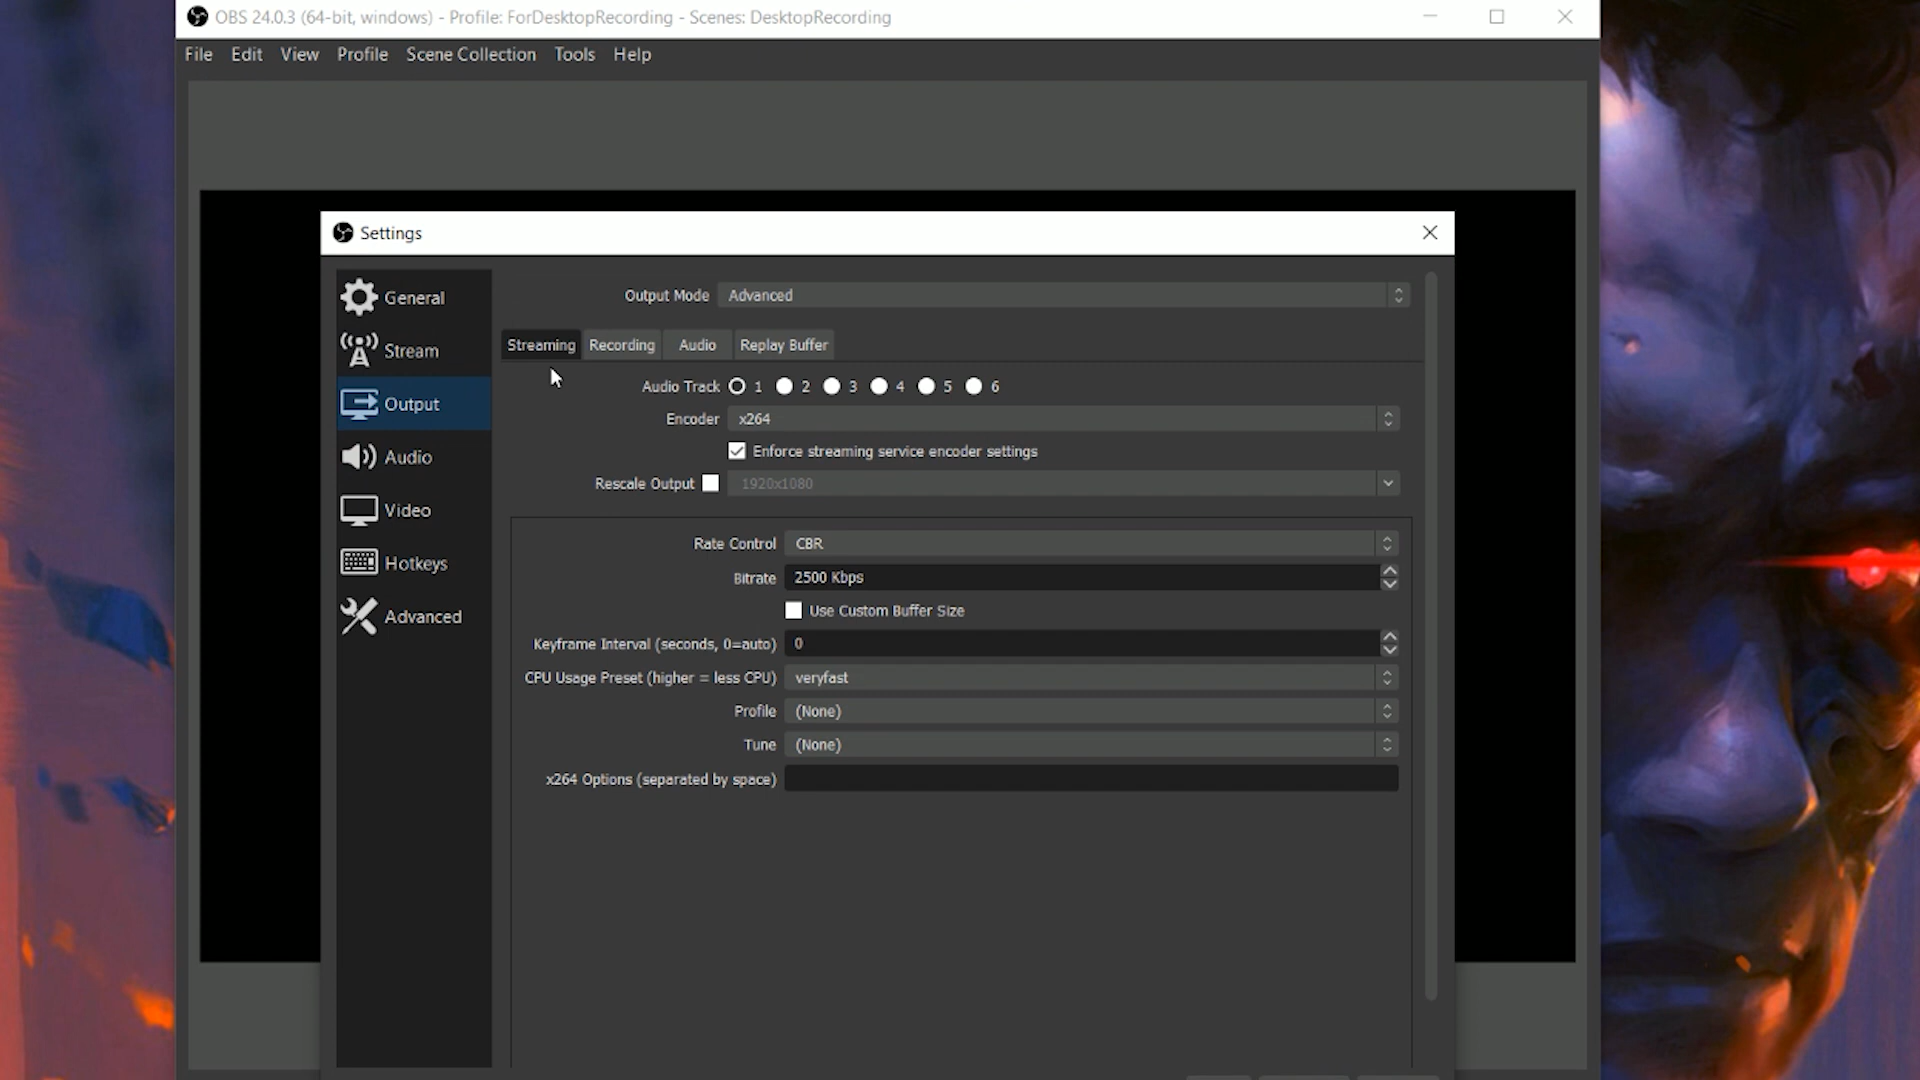 OBS 24.0.3 (64-bit, windows) - Profile: ForDesktopRecording - Scenes: DesktopRecording
File Edit View Profile Scene Collection Tools Help
Settings
General
Stream
Output
Audio
Video
Hotkeys
Advanced
Output Mode Advanced
Streaming Recording Audio Replay Buffer
Audio Track 1 2 3 4 5 6
Encoder x264
Enforce streaming service encoder settings
Rescale Output 1920x1080
Rate Control CBR
Bitrate 2500 Kbps
Use Custom Buffer Size
Keyframe Interval (seconds, 0=auto) 0
CPU Usage Preset (higher = less CPU) veryfast
Profile (None)
Tune (None)
x264 Options (separated by space)